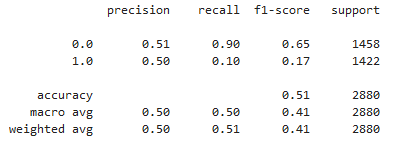 precision recall f1-score support
0.0 0.51 0.90 0.65 1458
1.0 0.50 0.10 0.17 1422
accuracy 0.51 2880
macro avg 0.50 0.50 0.41 2880
weighted avg 0.50 0.51 0.41 2880